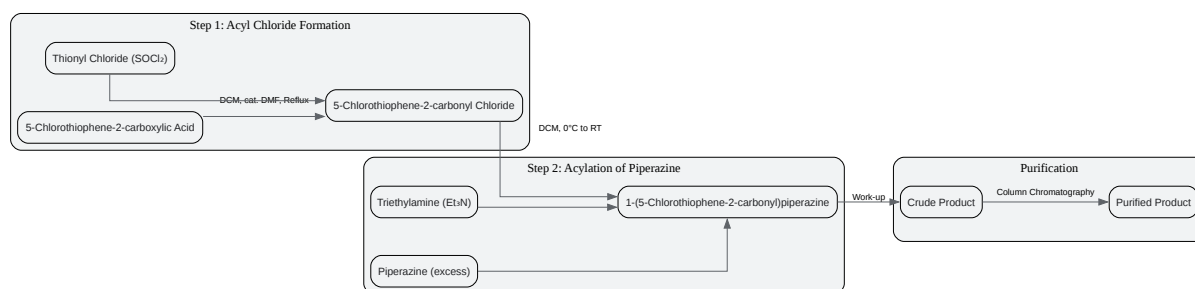 Step 1: Acyl Chloride Formation
Thionyl Chloride (SOCl₂)
DCM, cat. DMF, Reflux
5-Chlorothiophene-2-carbonyl Chloride
5-Chlorothiophene-2-carboxylic Acid
DCM, 0°C to RT
Step 2: Acylation of Piperazine
Triethylamine (Et₃N)
1-(5-Chlorothiophene-2-carbonyl)piperazine
Piperazine (excess)
Work-up
Purification
Crude Product
Column Chromatography
Purified Product